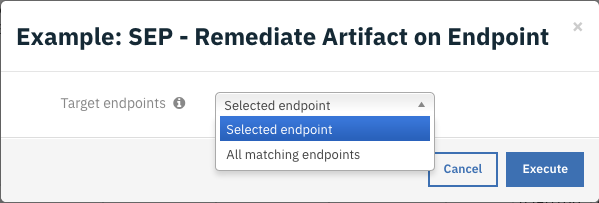 Example: SEP - Remediate Artifact on Endpoint
×
Target endpoints
Selected endpoint
Selected endpoint
All matching endpoints
Cancel
Execute